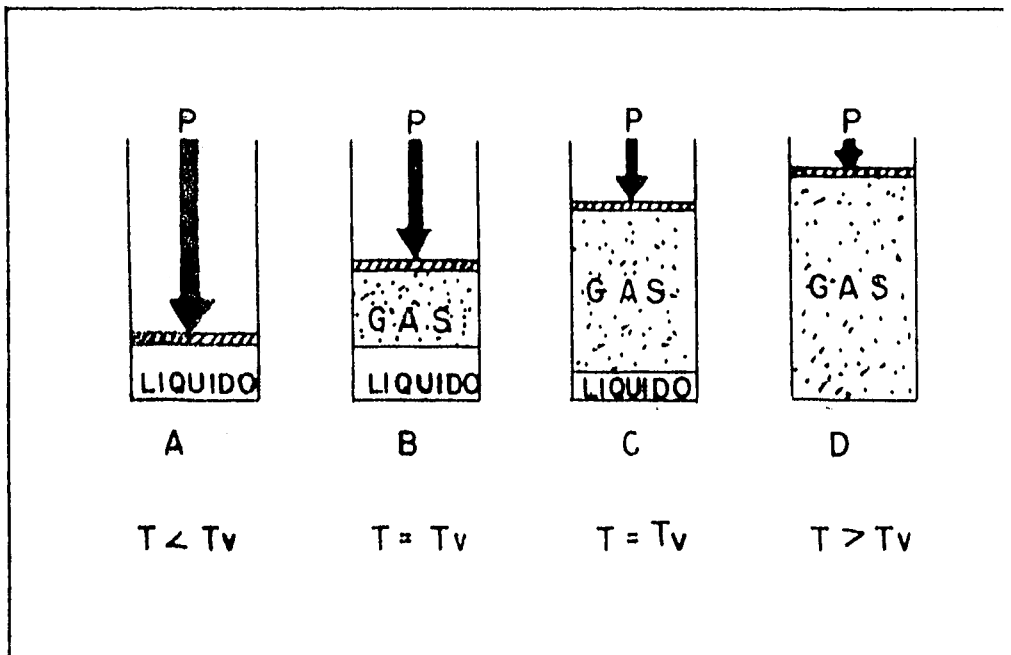 P P P P
GAS GAS GAS
LIQUIDO LIQUIDO LIQUIDO
A B C D
T < Tv T = Tv T = Tv T > Tv